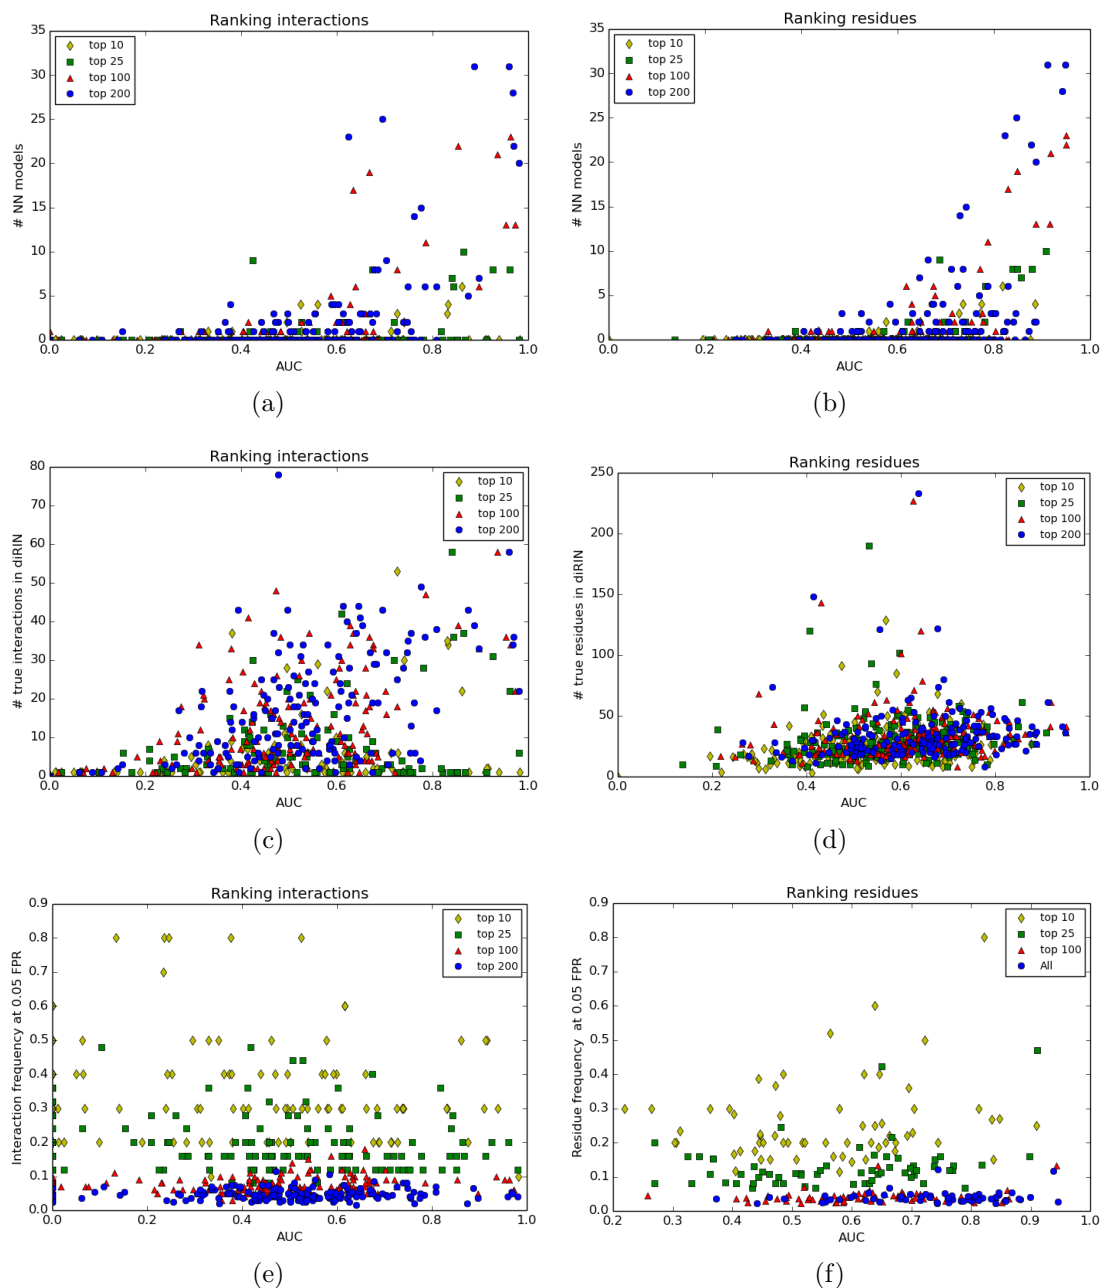 Ranking interactions
35
30
25
20
15
10
5
0
# NN models
top 10
top 25
top 100
top 200
0.0 0.2 0.4 0.6 0.8 1.0
AUC
(a)
Ranking residues
35
30
25
20
15
10
5
0
# NN models
top 10
top 25
top 100
top 200
0.0 0.2 0.4 0.6 0.8 1.0
AUC
(b)
Ranking interactions
80
70
60
50
40
30
20
10
0
# true interactions in diRIN
top 10
top 25
top 100
top 200
0.0 0.2 0.4 0.6 0.8 1.0
AUC
(c)
Ranking residues
250
200
150
100
50
0
# true residues in diRIN
top 10
top 25
top 100
top 200
0.0 0.2 0.4 0.6 0.8 1.0
AUC
(d)
Ranking interactions
0.9
0.8
0.7
0.6
0.5
0.4
0.3
0.2
0.1
0.0
Interaction frequency at 0.05 FPR
top 10
top 25
top 100
top 200
0.0 0.2 0.4 0.6 0.8 1.0
AUC
(e)
Ranking residues
0.9
0.8
0.7
0.6
0.5
0.4
0.3
0.2
0.1
0.0
Residue frequency at 0.05 FPR
top 10
top 25
top 100
All
0.2 0.3 0.4 0.5 0.6 0.7 0.8 0.9 1.0
AUC
(f)